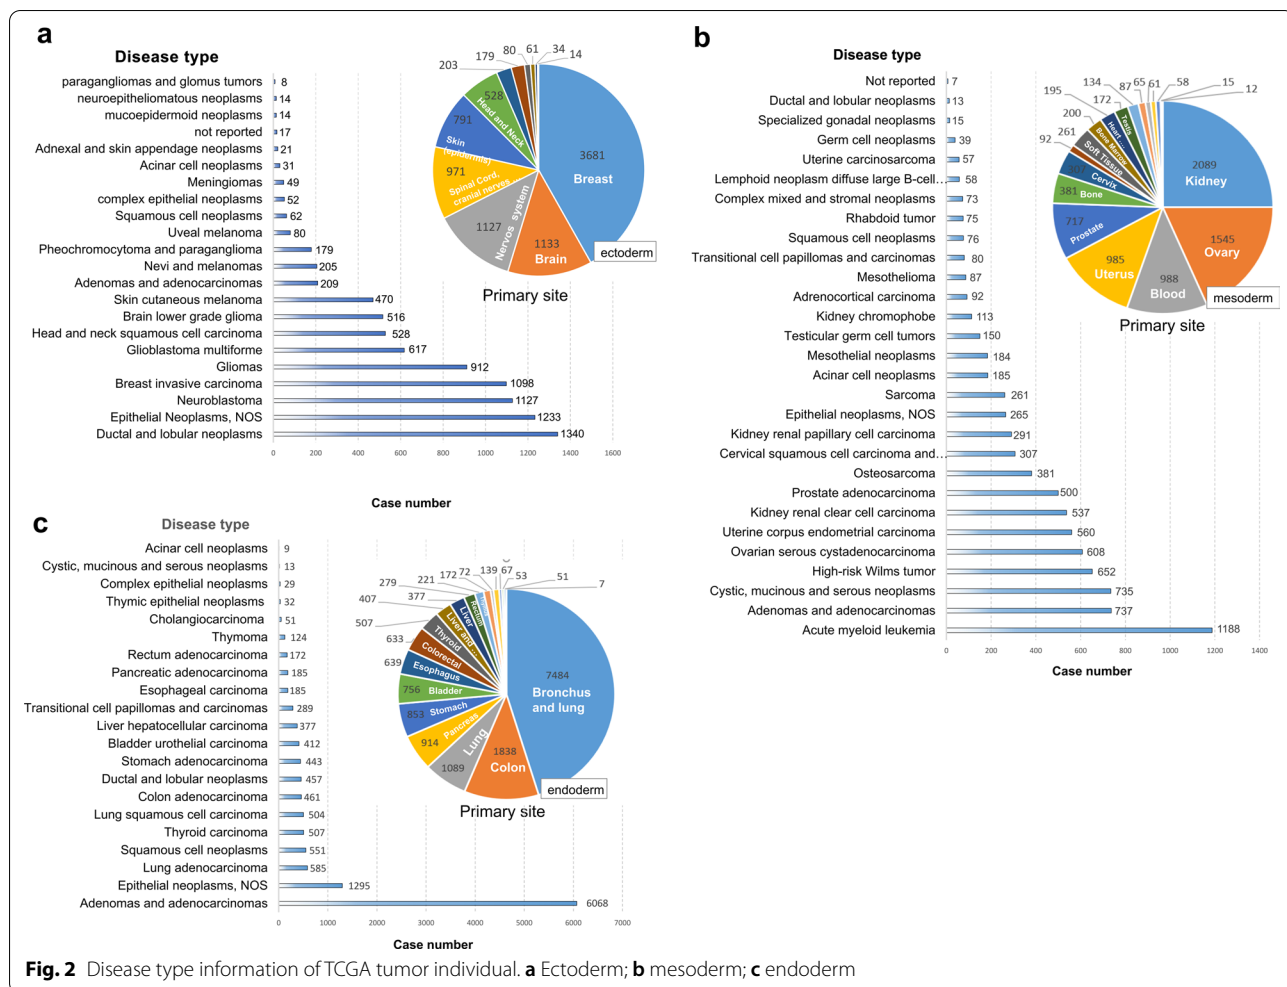 a
Disease type
paragangliomas and glomus tumors 8
neuroepitheliomatous neoplasms 14
mucoepidermoid neoplasms 14
not reported 17
Adnexal and skin appendage neoplasms 21
Acinar cell neoplasms 31
Meningiomas 49
complex epithelial neoplasms 52
Squamous cell neoplasms 62
Uveal melanoma 80
Pheochromocytoma and paraganglioma 179
Nevi and melanomas 205
Adenomas and adenocarcinomas 209
Skin cutaneous melanoma 470
Brain lower grade glioma 516
Head and neck squamous cell carcinoma 528
Glioblastoma multiforme 617
Gliomas 912
Breast invasive carcinoma 1098
Neuroblastoma 1127
Epithelial Neoplasms, NOS 1233
Ductal and lobular neoplasms 1340
0 200 400 600 800 1000 1200 1400 1600
Case number
3681
Breast
1133
Brain
1127
Nervos system
971
Spinal Cord,
cranial nerves
791
Skin
(epidermis)
528
Head and Neck
203
179
80
61
34
14
ectoderm
Primary site
b
Disease type
Not reported 7
Ductal and lobular neoplasms 13
Specialized gonadal neoplasms 15
Germ cell neoplasms 39
Uterine carcinosarcoma 57
Lemphoid neoplasm diffuse large B-cell... 58
Complex mixed and stromal neoplasms 73
Rhabdoid tumor 75
Squamous cell neoplasms 76
Transitional cell papillomas and carcinomas 80
Mesothelioma 87
Adrenocortical carcinoma 92
Kidney chromophobe 113
Testicular germ cell tumors 150
Mesothelial neoplasms 184
Acinar cell neoplasms 185
Sarcoma 261
Epithelial neoplasms, NOS 265
Kidney renal papillary cell carcinoma 291
Cervical squamous cell carcinoma and... 307
Osteosarcoma 381
Prostate adenocarcinoma 500
Kidney renal clear cell carcinoma 537
Uterine corpus endometrial carcinoma 560
Ovarian serous cystadenocarcinoma 608
High-risk Wilms tumor 652
Cystic, mucinous and serous neoplasms 735
Adenomas and adenocarcinomas 737
Acute myeloid leukemia 1188
0 200 400 600 800 1000 1200 1400
Case number
2089
Kidney
1545
Ovary
988
Blood
985
Uterus
717
Prostate
381 Bone
307
Cervix
92
261
Soft Tissue
200
Bone Marrow
195
Heart
172
Testis
134
87
65
61
58
15
12
mesoderm
Primary site
c
Disease type
Acinar cell neoplasms 9
Cystic, mucinous and serous neoplasms 13
Complex epithelial neoplasms 29
Thymic epithelial neoplasms 32
Cholangiocarcinoma 51
Thymoma 124
Rectum adenocarcinoma 172
Pancreatic adenocarcinoma 185
Esophageal carcinoma 185
Transitional cell papillomas and carcinomas 289
Liver hepatocellular carcinoma 377
Bladder urothelial carcinoma 412
Stomach adenocarcinoma 443
Ductal and lobular neoplasms 457
Colon adenocarcinoma 461
Lung squamous cell carcinoma 504
Thyroid carcinoma 507
Squamous cell neoplasms 551
Lung adenocarcinoma 585
Epithelial neoplasms, NOS 1295
Adenomas and adenocarcinomas 6068
0 1000 2000 3000 4000 5000 6000 7000
Case number
7484
Bronchus
and lung
1838
Colon
1089
Lung
914
Pancreas
853 Stomach
756 Bladder
639
Esophagus
633
Colorectal
507
Thyroid
407
Liver and ...
377
Liver
279
Rectum
221
172
72
139
67
53
51
7
endoderm
Primary site
Fig. 2 Disease type information of TCGA tumor individual. a Ectoderm; b mesoderm; c endoderm